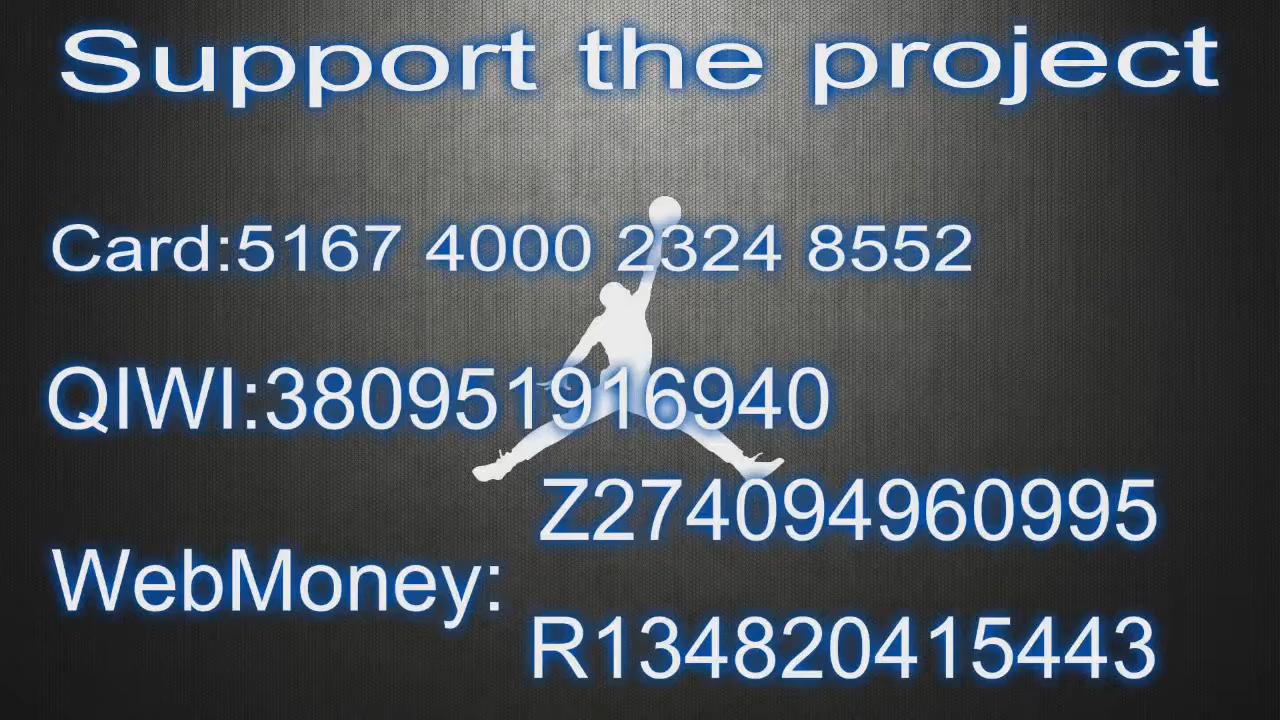 Support the project
Card:5167 4000 2324 8552
QIWI:380951916940
Z274094960995
WebMoney:
R134820415443